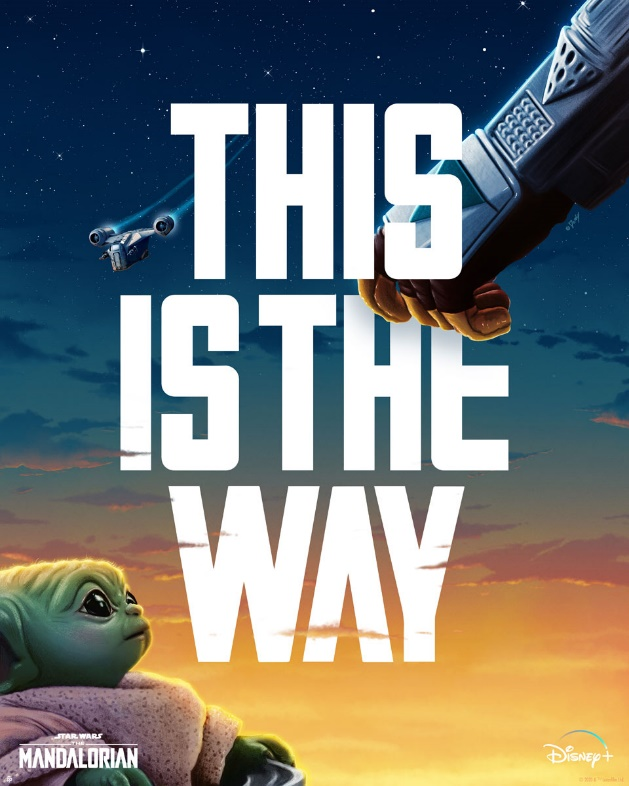 THIS
IS THE
WAY
STAR WARS
THE
MANDALORIAN
Disney+